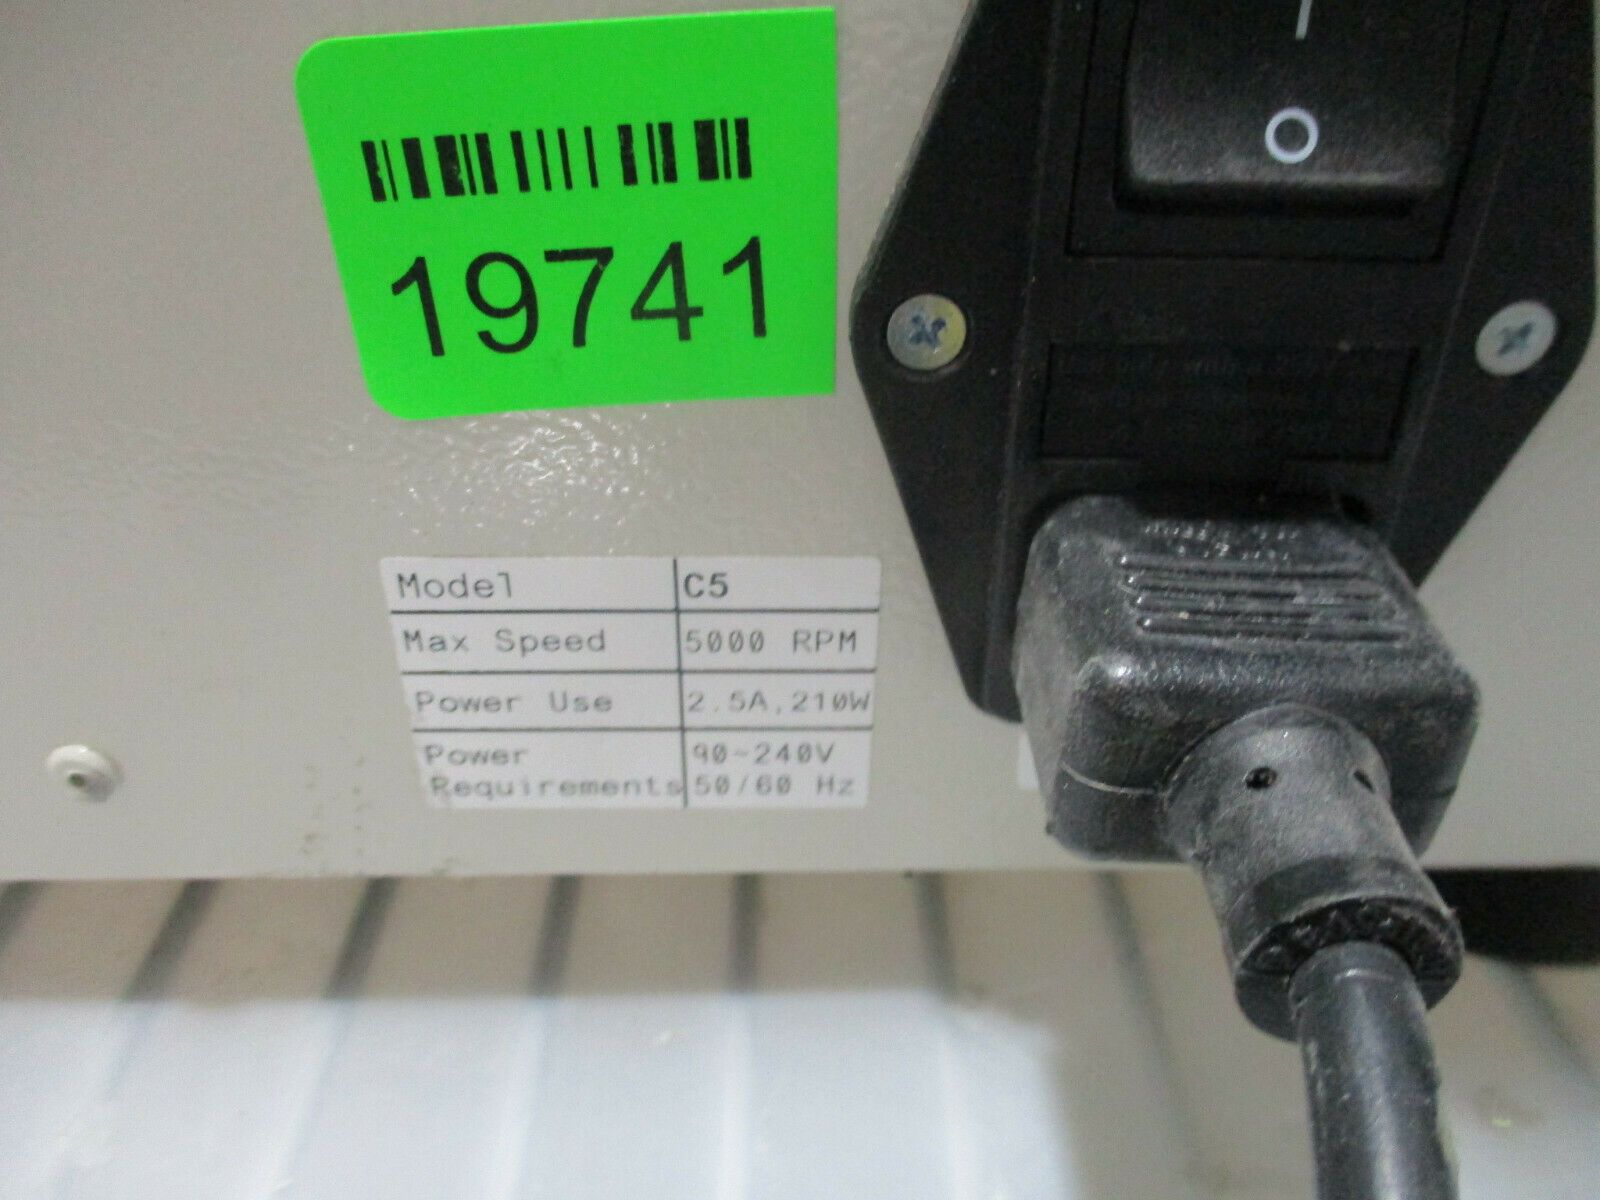 19741
Model C5
Max Speed 5000 RPM
Power Use 2.5A,210W
Power 90~240V
Requirements 50/60 Hz